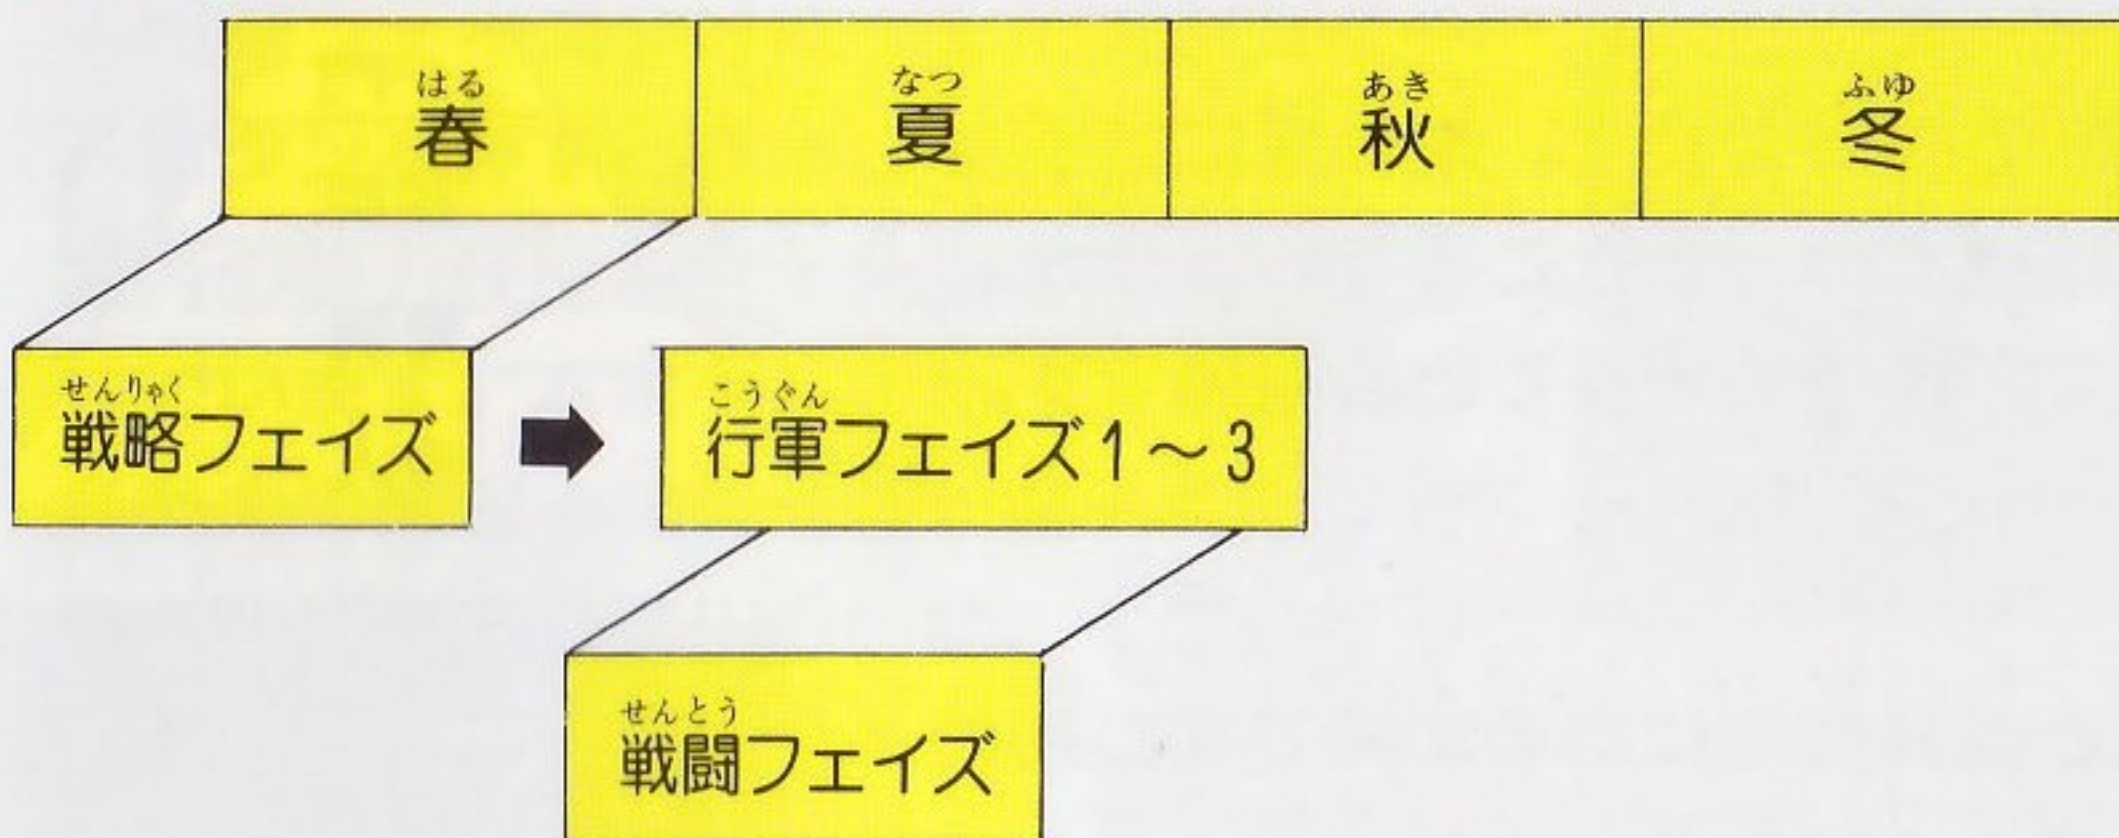 はる なつ あき ふゆ
春 夏 秋 冬
せんりゃく こうぐん
戦略フェイズ 行軍フェイズ1～3
せんとう
戦闘フェイズ